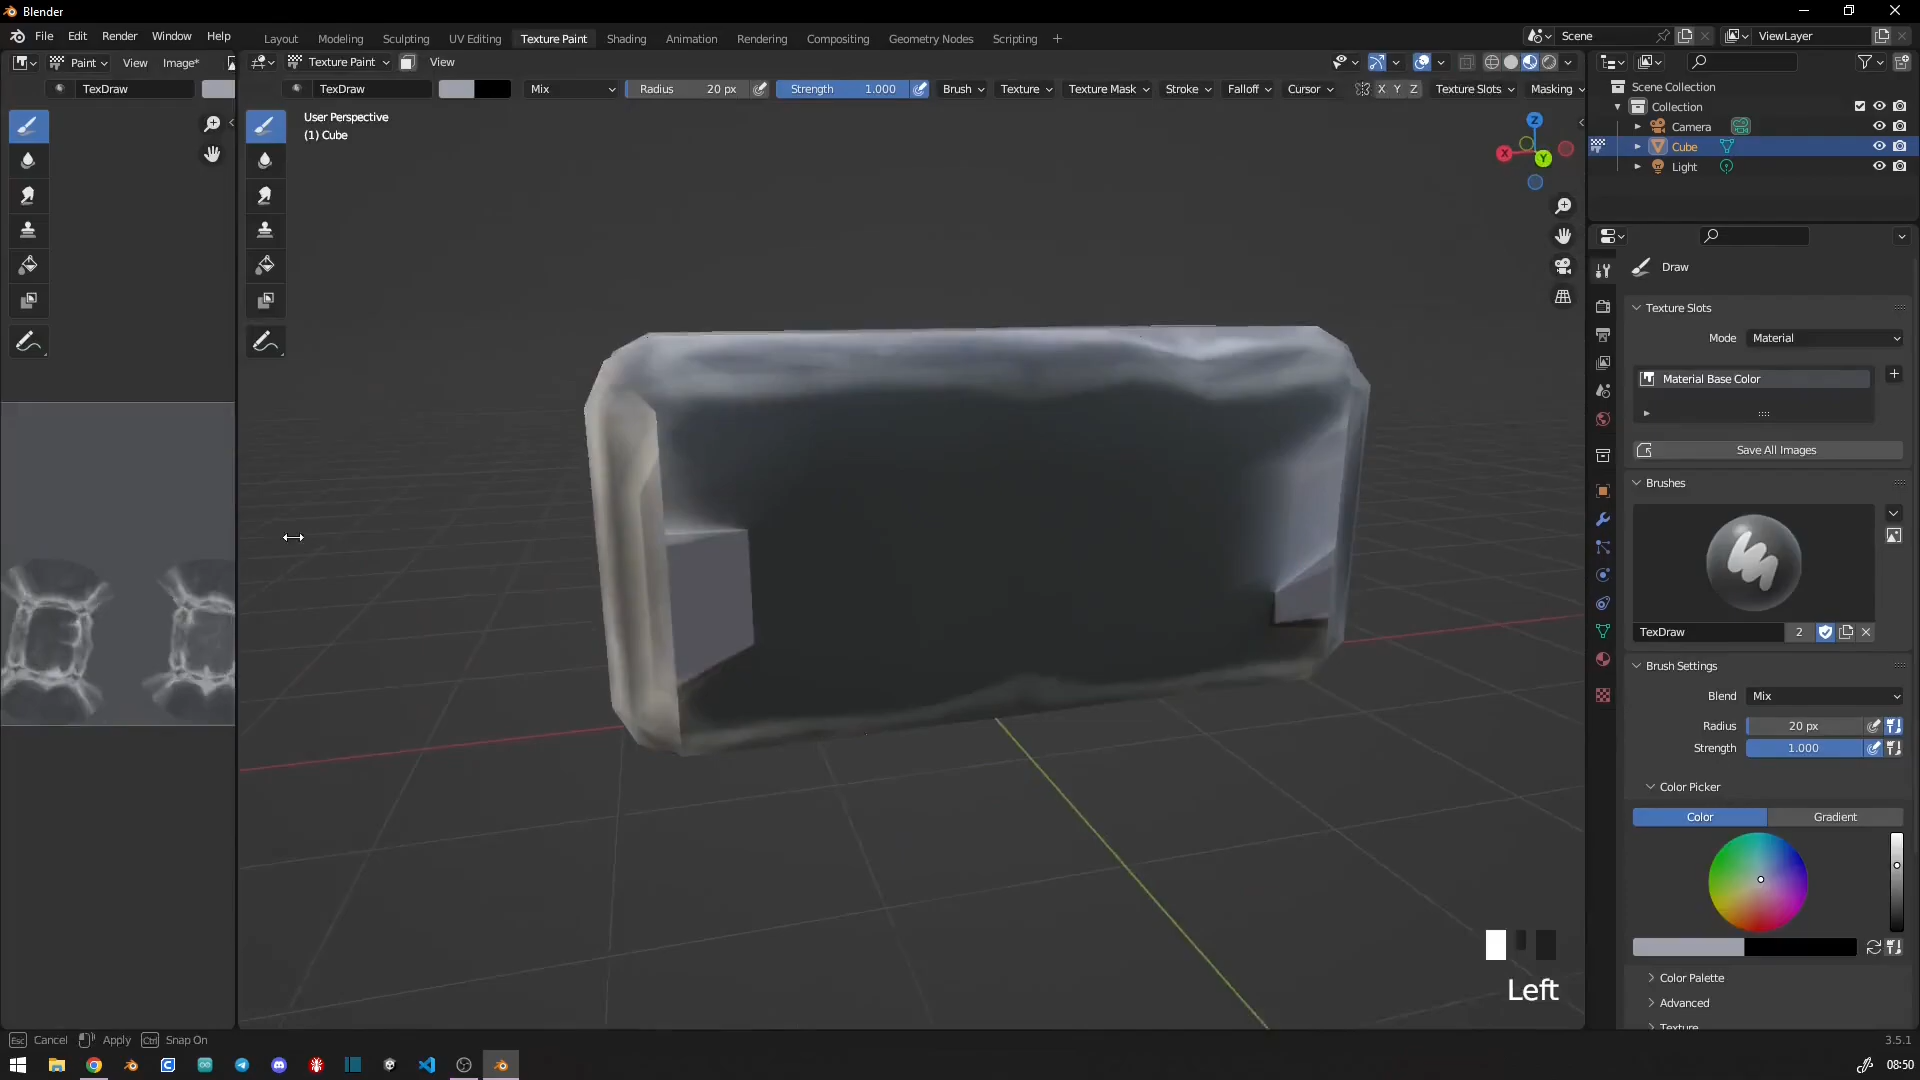 Blender
File Edit Render Window Help
Layout Modeling Sculpting UV Editing Texture Paint Shading Animation Rendering Compositing Geometry Nodes Scripting +
Scene
ViewLayer
Paint View Image*
Texture Paint View
TexDraw
TexDraw
Mix
Radius 20 px
Strength 1.000
Brush Texture Texture Mask Stroke Falloff Cursor
X Y Z
Texture Slots Masking
User Perspective
(1) Cube
Z
X
Y
Scene Collection
Collection
Camera
Cube
Light
Draw
Texture Slots
Mode Material
Material Base Color
Save All Images
Brushes
TexDraw 2
Brush Settings
Blend Mix
Radius 20 px
Strength 1.000
Color Picker
Color Gradient
Color Palette
Advanced
Texture
Left
Esc Cancel Apply Ctrl Snap On
3.5.1
08:50